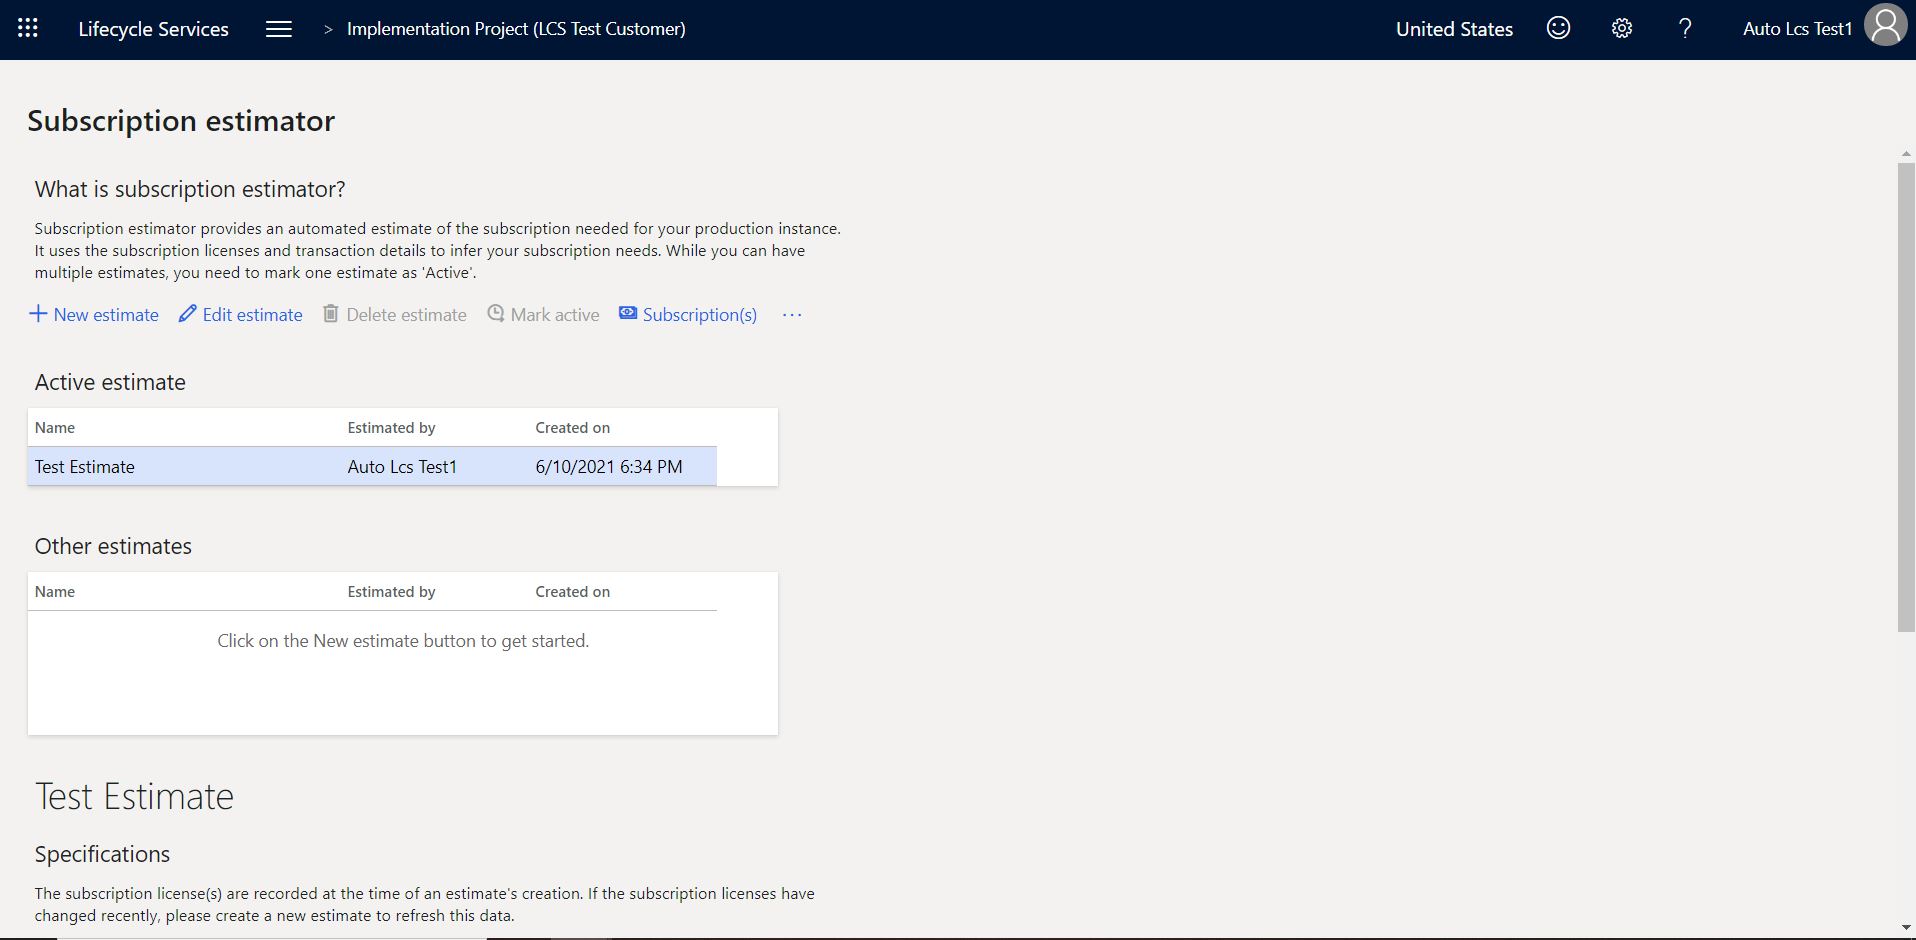 Lifecycle Services > Implementation Project (LCS Test Customer) United States ? Auto Lcs Test1
Subscription estimator
What is subscription estimator?
Subscription estimator provides an automated estimate of the subscription needed for your production instance.
It uses the subscription licenses and transaction details to infer your subscription needs. While you can have
multiple estimates, you need to mark one estimate as 'Active'.
New estimate Edit estimate Delete estimate Mark active Subscription(s) ...
Active estimate
Name Estimated by Created on
Test Estimate Auto Lcs Test1 6/10/2021 6:34 PM
Other estimates
Name Estimated by Created on
Click on the New estimate button to get started.
Test Estimate
Specifications
The subscription license(s) are recorded at the time of an estimate's creation. If the subscription licenses have
changed recently, please create a new estimate to refresh this data.